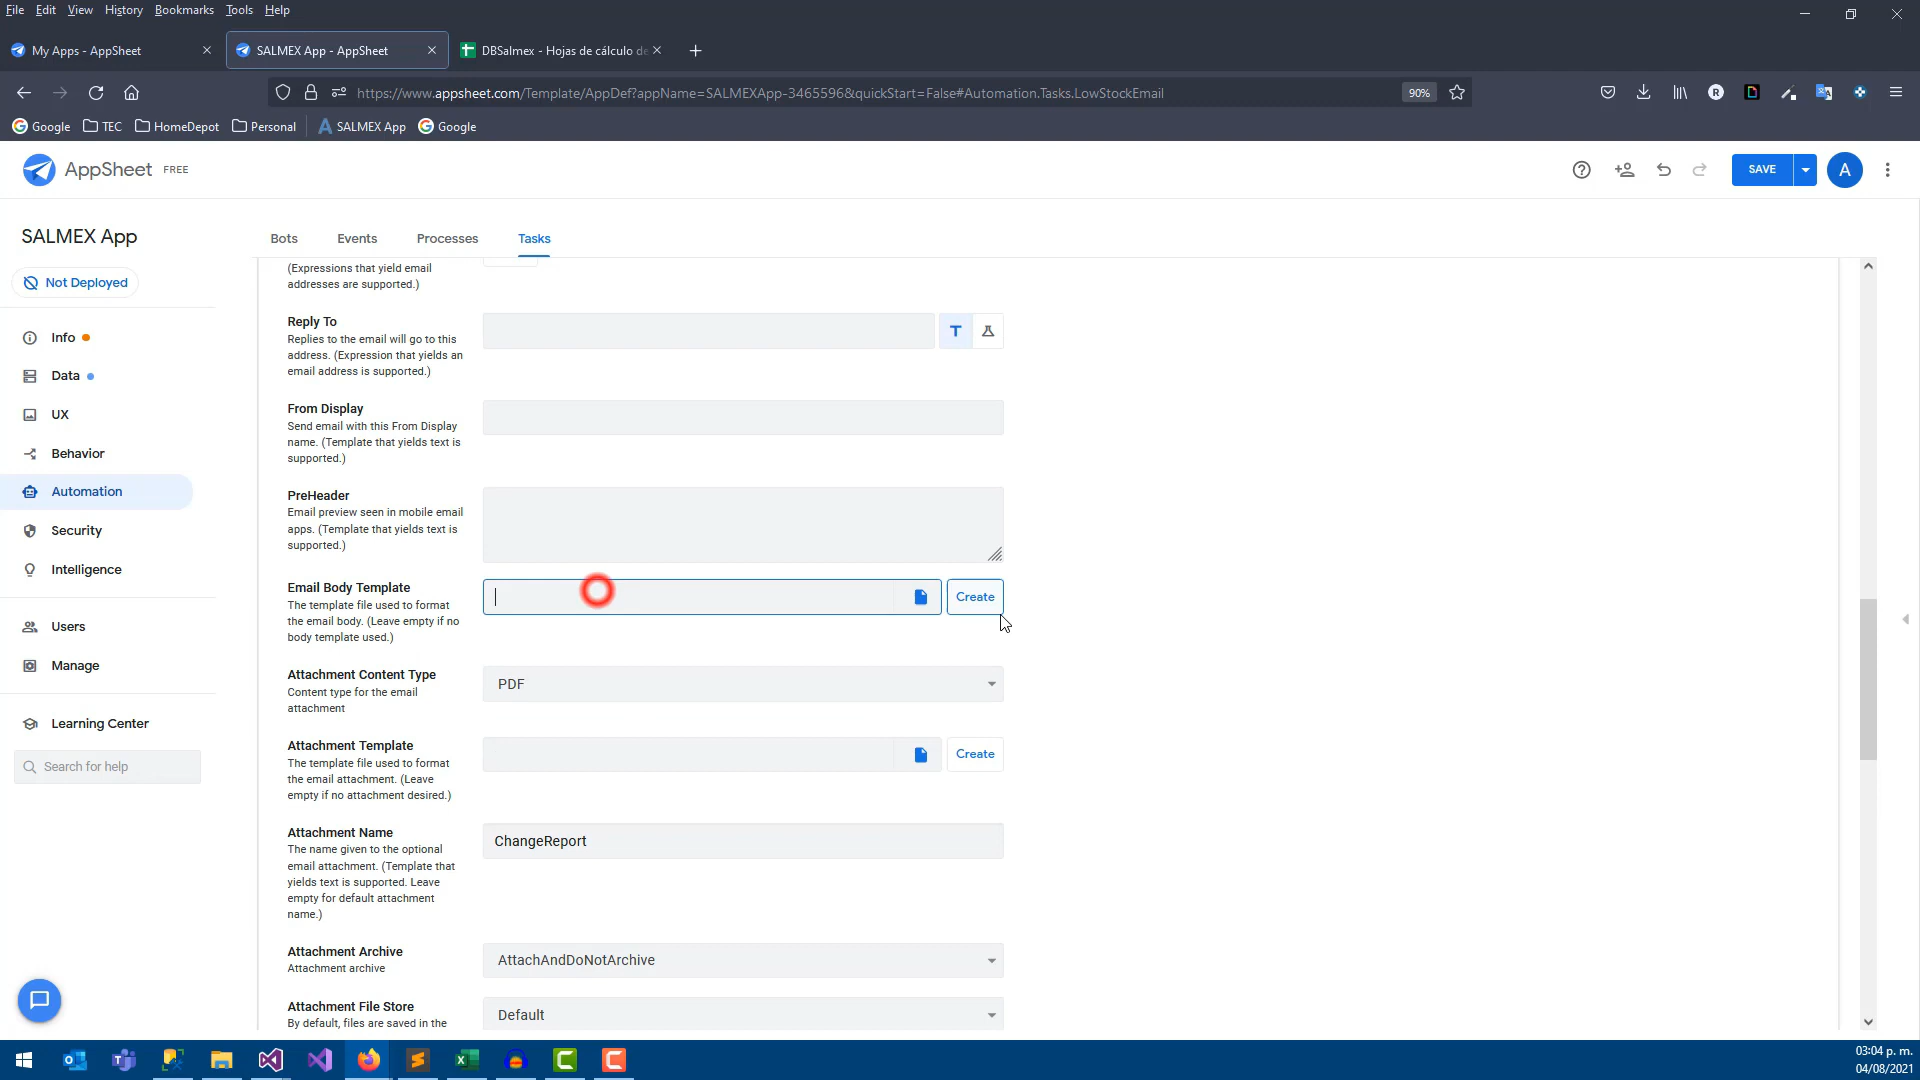 File Edit View History Bookmarks Tools Help
My Apps - AppSheet
SALMEX App - AppSheet
DBSalmex - Hojas de cálculo de
https://www.appsheet.com/Template/AppDef?appName=SALMEXApp-3465596&quickStart=False#Automation.Tasks.LowStockEmail
90%
Google TEC HomeDepot Personal SALMEX App Google
AppSheet FREE
SAVE
A
SALMEX App
Not Deployed
Info
Data
UX
Behavior
Automation
Security
Intelligence
Users
Manage
Learning Center
Search for help
Bots Events Processes Tasks
(Expressions that yield email
addresses are supported.)
Reply To
Replies to the email will go to this
address. (Expression that yields an
email address is supported.)
T
From Display
Send email with this From Display
name. (Template that yields text is
supported.)
PreHeader
Email preview seen in mobile email
apps. (Template that yields text is
supported.)
Email Body Template
The template file used to format
the email body. (Leave empty if no
body template used.)
Create
Attachment Content Type
Content type for the email
attachment
PDF
Attachment Template
The template file used to format
the email attachment. (Leave
empty if no attachment desired.)
Create
Attachment Name
The name given to the optional
email attachment. (Template that
yields text is supported. Leave
empty for default attachment
name.)
ChangeReport
Attachment Archive
Attachment archive
AttachAndDoNotArchive
Attachment File Store
By default, files are saved in the
Default
03:04 p. m.
04/08/2021